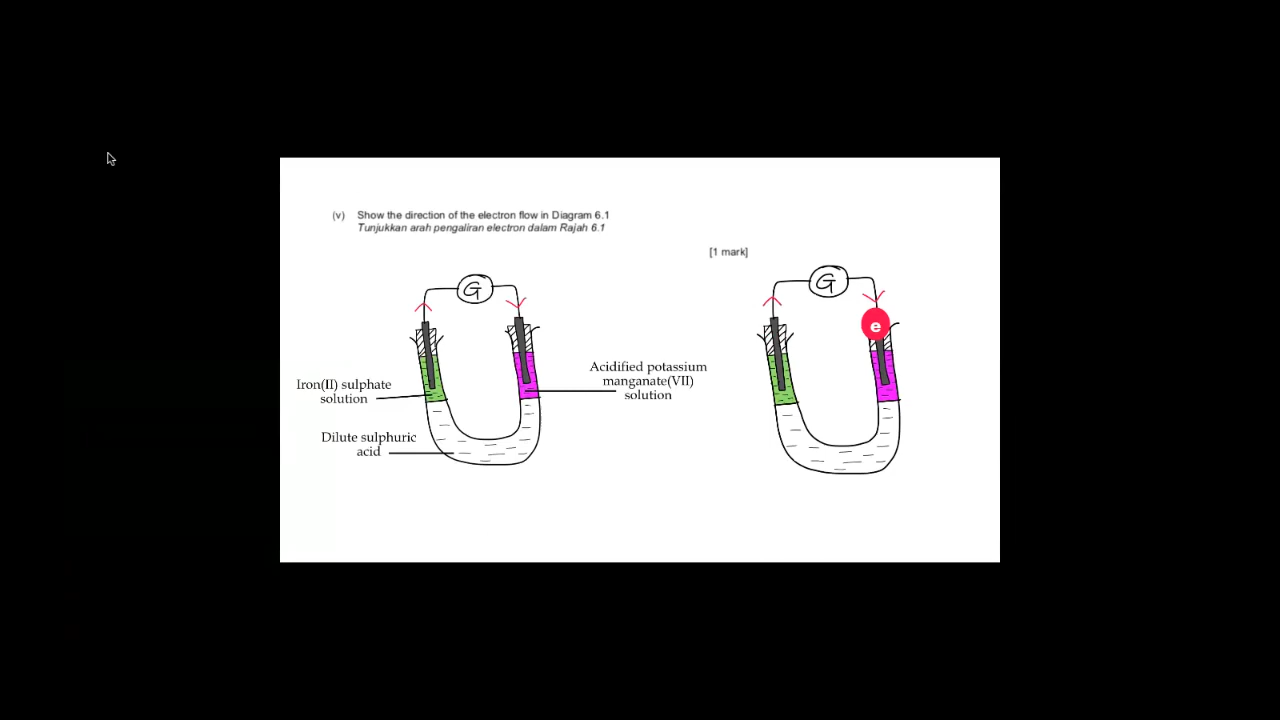 (v) Show the direction of the electron flow in Diagram 6.1
Tunjukkan arah pengaliran electron dalam Rajah 6.1
[1 mark]
G
G
e
Iron(II) sulphate
solution
Acidified potassium
manganate(VII)
solution
Dilute sulphuric
acid